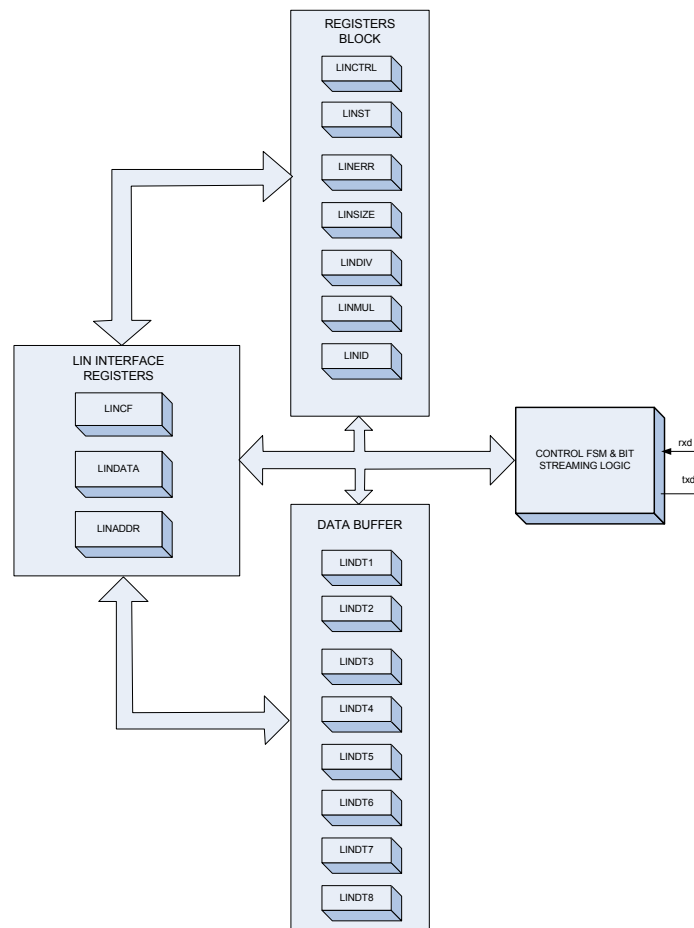 REGISTERS
BLOCK
LINCTRL
LINST
LINERR
LINSIZE
LINDIV
LINMUL
LINID
LIN INTERFACE
REGISTERS
LINCF
LINDATA
LINADDR
CONTROL FSM & BIT
STREAMING LOGIC
rxd
txd
DATA BUFFER
LINDT1
LINDT2
LINDT3
LINDT4
LINDT5
LINDT6
LINDT7
LINDT8